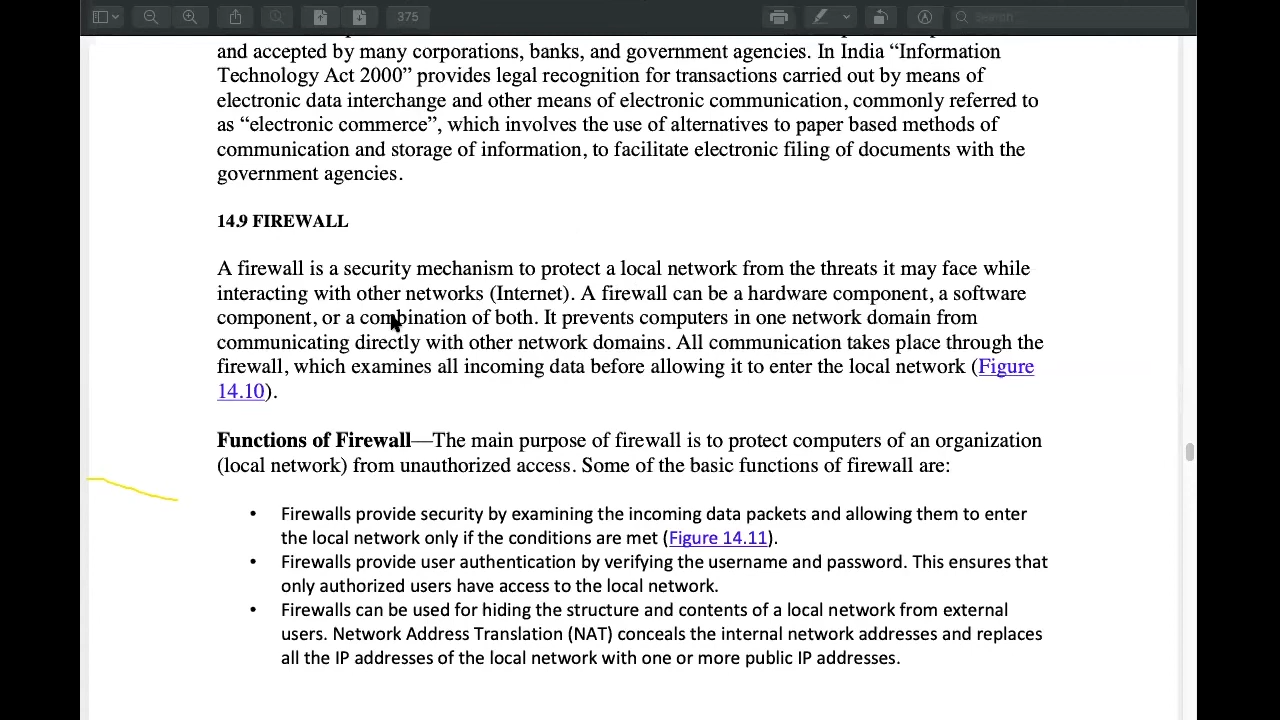 375
Search
and accepted by many corporations, banks, and government agencies. In India “Information
Technology Act 2000” provides legal recognition for transactions carried out by means of
electronic data interchange and other means of electronic communication, commonly referred to
as “electronic commerce”, which involves the use of alternatives to paper based methods of
communication and storage of information, to facilitate electronic filing of documents with the
government agencies.
14.9 FIREWALL
A firewall is a security mechanism to protect a local network from the threats it may face while
interacting with other networks (Internet). A firewall can be a hardware component, a software
component, or a combination of both. It prevents computers in one network domain from
communicating directly with other network domains. All communication takes place through the
firewall, which examines all incoming data before allowing it to enter the local network (Figure
14.10).
Functions of Firewall—The main purpose of firewall is to protect computers of an organization
(local network) from unauthorized access. Some of the basic functions of firewall are:
• Firewalls provide security by examining the incoming data packets and allowing them to enter
the local network only if the conditions are met (Figure 14.11).
• Firewalls provide user authentication by verifying the username and password. This ensures that
only authorized users have access to the local network.
• Firewalls can be used for hiding the structure and contents of a local network from external
users. Network Address Translation (NAT) conceals the internal network addresses and replaces
all the IP addresses of the local network with one or more public IP addresses.